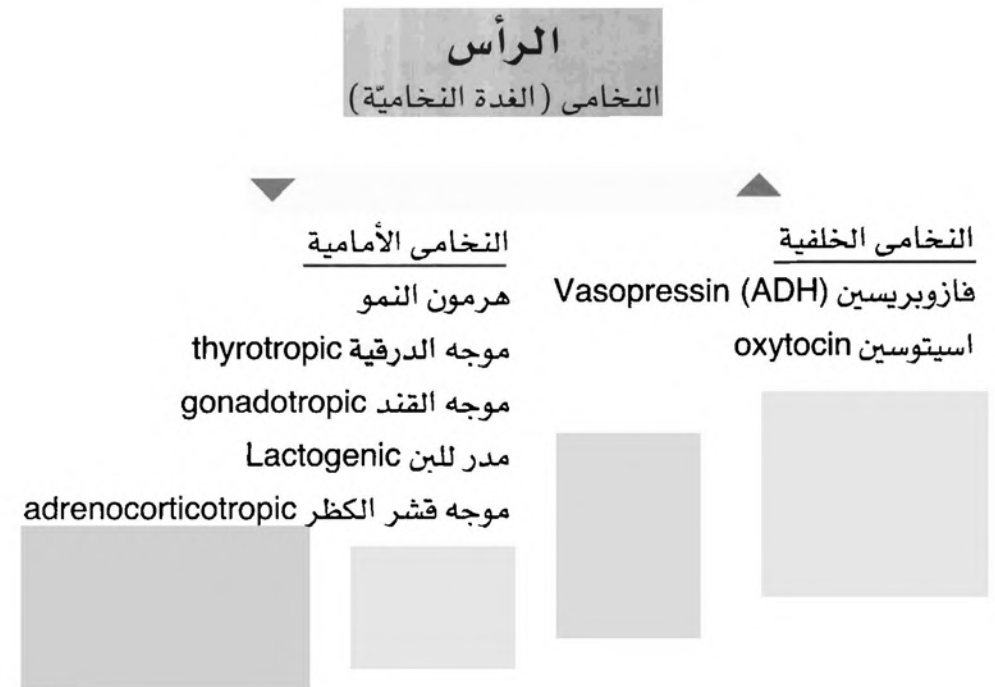 الرأس
النخامى (الغدة النخاميّة)
النخامى الخلفية
فازوبريسين Vasopressin (ADH)
اسيتوسين oxytocin
النخامى الأمامية
هرمون النمو
موجه الدرقية thyrotropic
موجه القند gonadotropic
مدر للبن Lactogenic
موجه قشر الكظر adrenocorticotropic